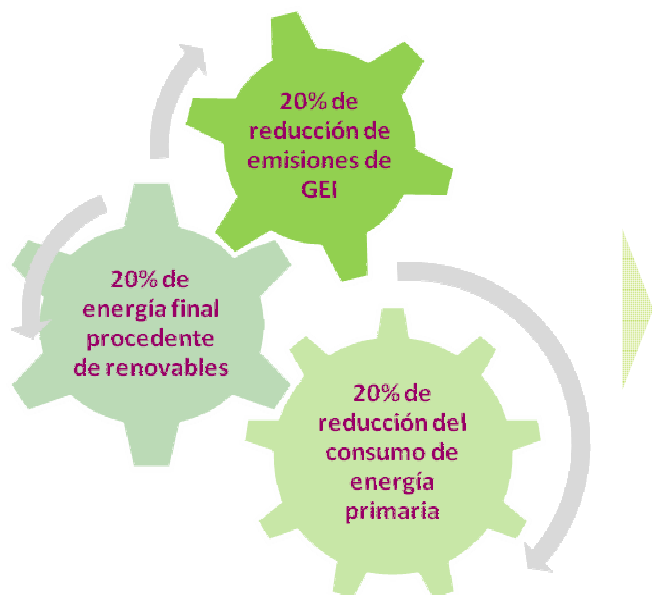 20% de
reducción de
emisiones de
GEI
20% de
energía final
procedente
de renovables
20% de
reducción del
consumo de
energía
primaria